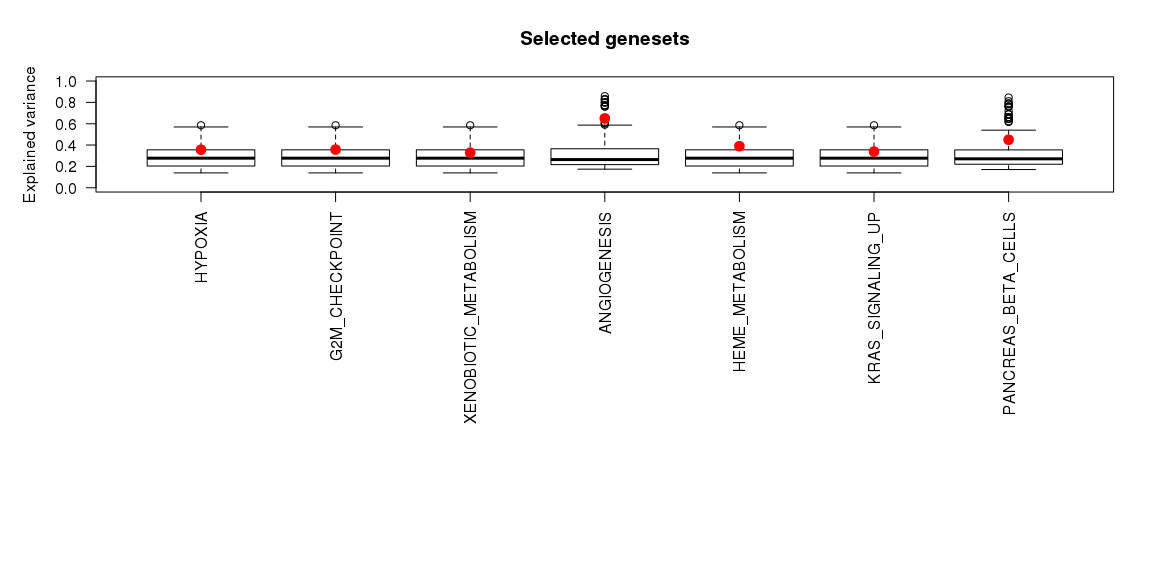 Selected genesets
Explained variance
1.0
0.8
0.6
0.4
0.2
0.0
HYPOXIA
G2M_CHECKPOINT
XENOBIOTIC_METABOLISM
ANGIOGENESIS
HEME_METABOLISM
KRAS_SIGNALING_UP
PANCREAS_BETA_CELLS